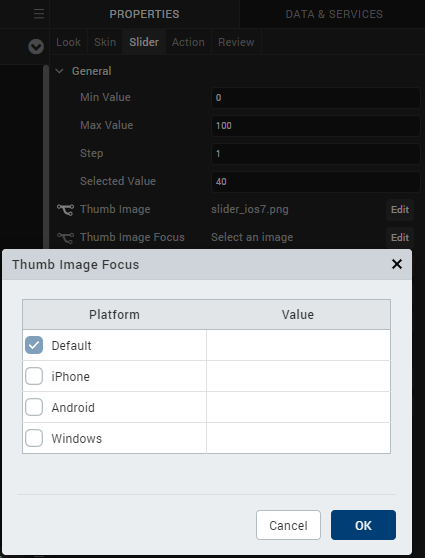 PROPERTIES DATA & SERVICES
Look Skin Slider Action Review
General
Min Value 0
Max Value 100
Step 1
Selected Value 40
Thumb Image slider_ios7.png Edit
Thumb Image Focus Select an image Edit
Thumb Image Focus
Platform Value
Default
iPhone
Android
Windows
Cancel OK